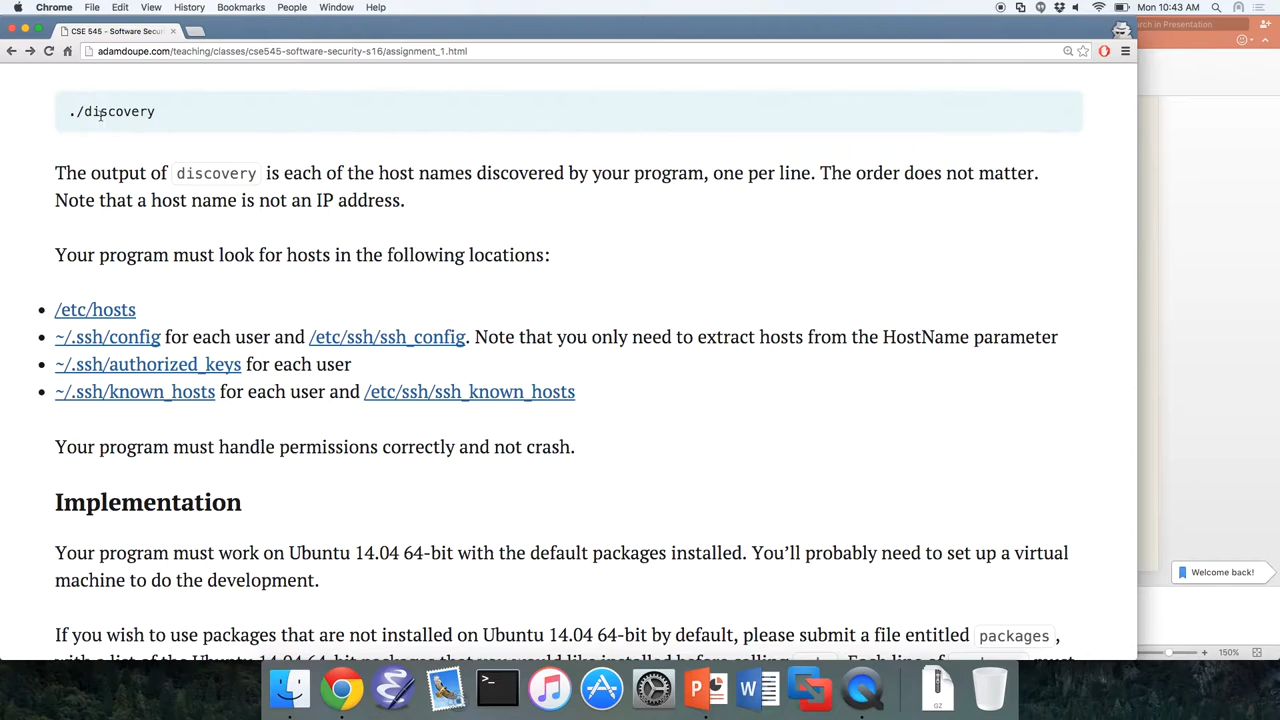 Chrome File Edit View History Bookmarks People Window Help Mon 10:43 AM
CSE 545 - Software Secur
adamdoupe.com/teaching/classes/cse545-software-security-s16/assignment_1.html
rch in Presentation
./discovery
The output of discovery is each of the host names discovered by your program, one per line. The order does not matter.
Note that a host name is not an IP address.
Your program must look for hosts in the following locations:
• /etc/hosts
• ~/.ssh/config for each user and /etc/ssh/ssh_config. Note that you only need to extract hosts from the HostName parameter
• ~/.ssh/authorized_keys for each user
• ~/.ssh/known_hosts for each user and /etc/ssh/ssh_known_hosts
Your program must handle permissions correctly and not crash.
Implementation
Your program must work on Ubuntu 14.04 64-bit with the default packages installed. You'll probably need to set up a virtual
machine to do the development.
Welcome back!
If you wish to use packages that are not installed on Ubuntu 14.04 64-bit by default, please submit a file entitled packages,
150%